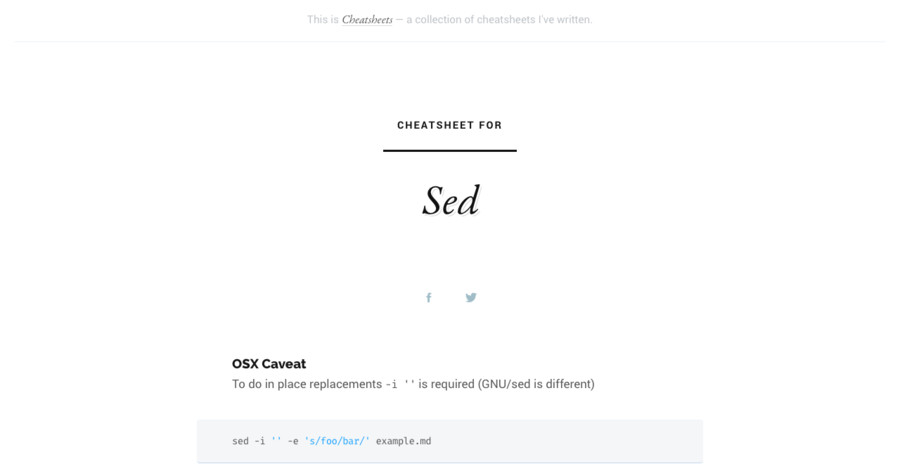 This is Cheatsheets — a collection of cheatsheets I've written.
CHEATSHEET FOR
Sed
OSX Caveat
To do in place replacements -i '' is required (GNU/sed is different)
sed -i '' -e 's/foo/bar/' example.md